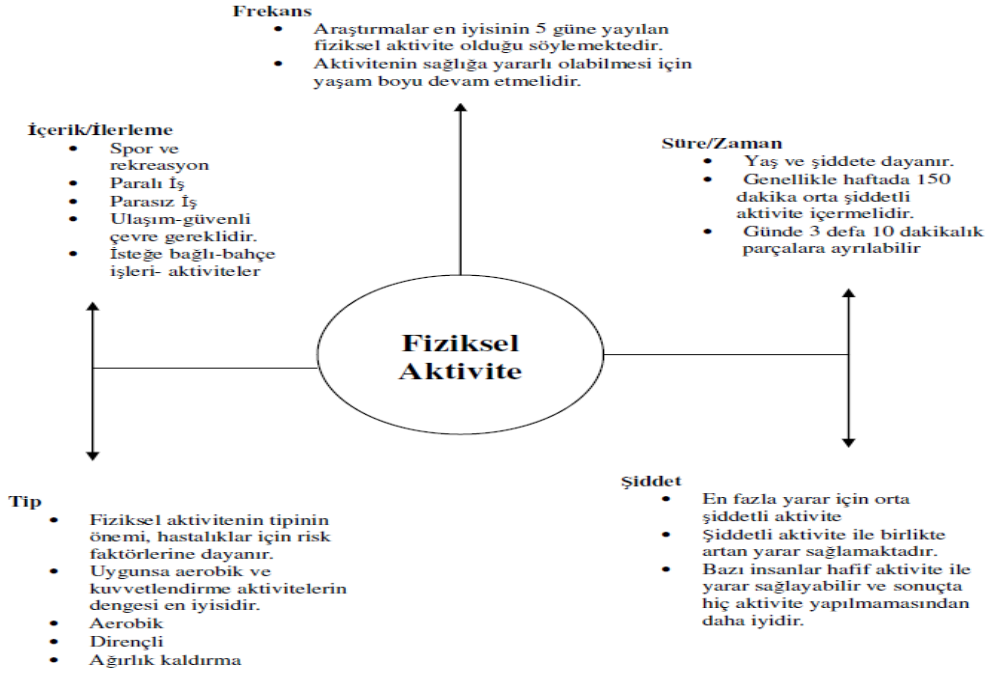 Frekans
• Araştırmalar en iyisinin 5 güne yayılan
fiziksel aktivite olduğu söylemektedir.
• Aktivitenin sağlığa yararlı olabilmesi için
yaşam boyu devam etmelidir.
İçerik/İlerleme
• Spor ve
rekreasyon
• Paralı İş
• Parasız İş
• Ulaşım-güvenli
çevre gereklidir.
• İsteğe bağlı-bahçe
işleri- aktiviteler
Süre/Zaman
• Yaş ve şiddete dayanır.
• Genellikle haftada 150
dakika orta şiddetli
aktivite içermelidir.
• Günde 3 defa 10 dakikalık
parçalara ayrılabilir
Fiziksel
Aktivite
Tip
• Fiziksel aktivitenin tipinin
önemi, hastalıklar için risk
faktörlerine dayanır.
• Uygunsa aerobik ve
kuvvetlendirme aktivitelerin
dengesi en iyisidir.
• Aerobik
• Dirençli
• Ağırlık kaldırma
Şiddet
• En fazla yarar için orta
şiddetli aktivite
• Şiddetli aktivite ile birlikte
artan yarar sağlamaktadır.
• Bazı insanlar hafif aktivite ile
yarar sağlayabilir ve sonuçta
hiç aktivite yapılmamasından
daha iyidir.